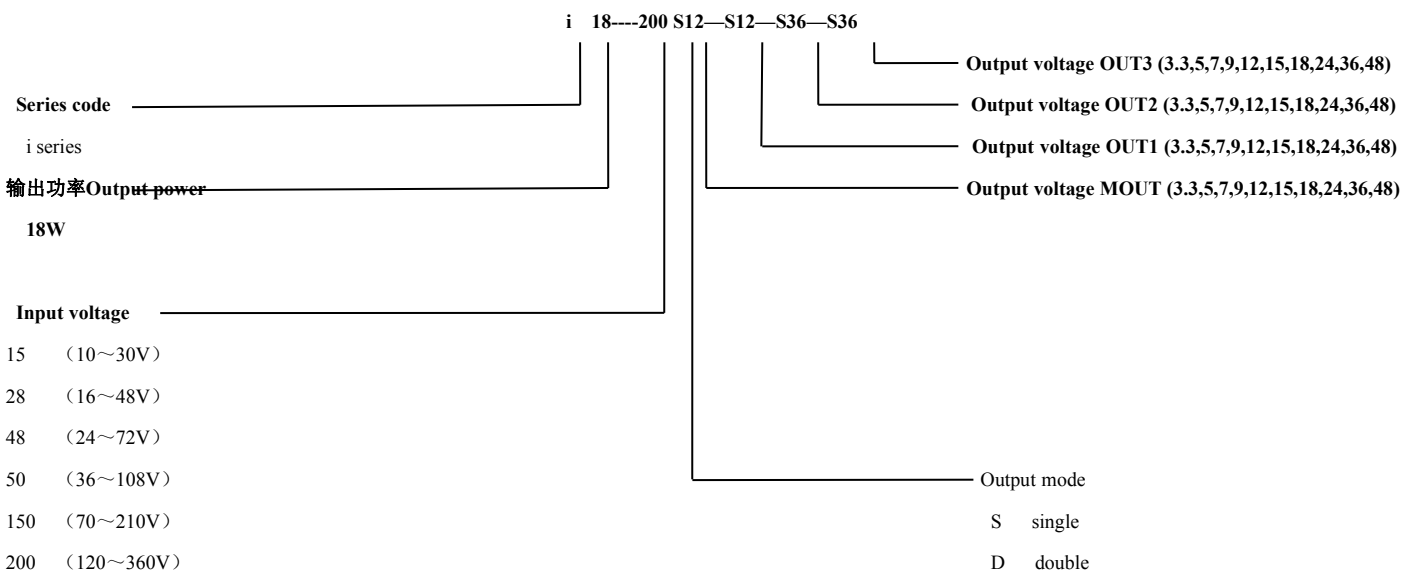 i 18----200 S12—S12—S36—S36
Output voltage OUT3 (3.3,5,7,9,12,15,18,24,36,48)
Series code
Output voltage OUT2 (3.3,5,7,9,12,15,18,24,36,48)
i series
Output voltage OUT1 (3.3,5,7,9,12,15,18,24,36,48)
输出功率Output power
Output voltage MOUT (3.3,5,7,9,12,15,18,24,36,48)
18W
Input voltage
15 （10～30V）
28 （16～48V）
48 （24～72V）
50 （36～108V）
Output mode
150 （70～210V）
S single
200 （120～360V）
D double